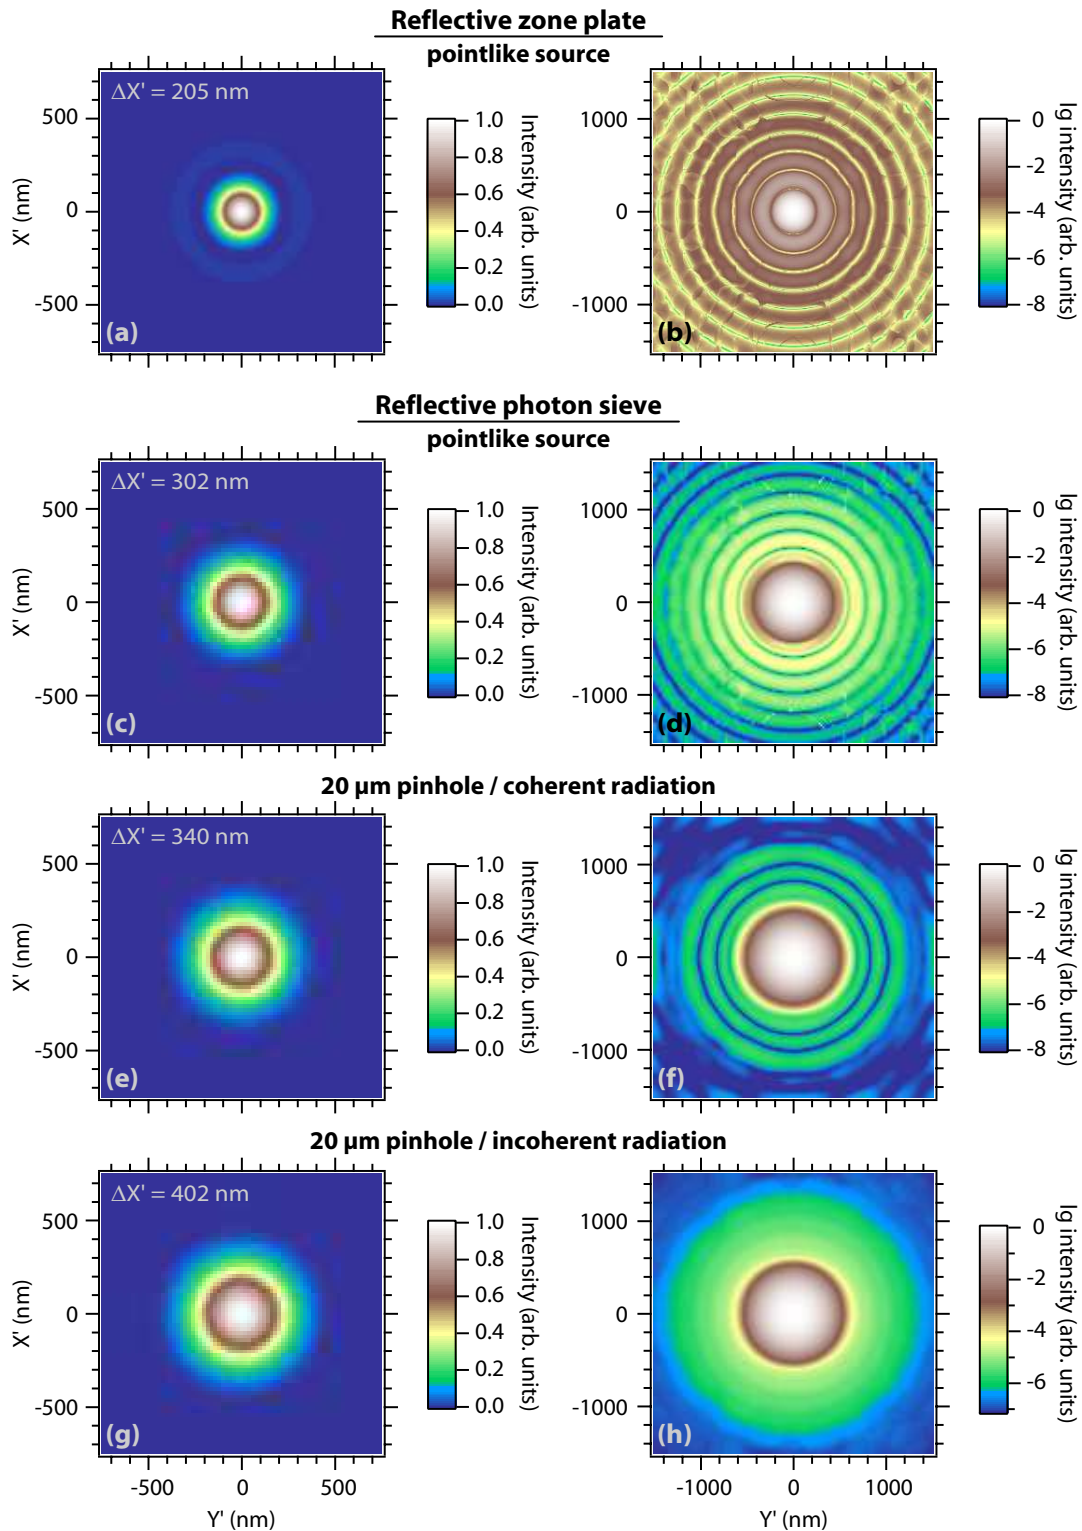 Reflective zone plate
pointlike source
ΔX' = 205 nm
500
0
-500
X' (nm)
(a)
1.0
0.8
0.6
0.4
0.2
0.0
Intensity (arb. units)
1000
0
-1000
(b)
0
-2
-4
-6
-8
lg intensity (arb. units)
Reflective photon sieve
pointlike source
ΔX' = 302 nm
500
0
-500
X' (nm)
(c)
1.0
0.8
0.6
0.4
0.2
0.0
Intensity (arb. units)
1000
0
-1000
(d)
0
-2
-4
-6
-8
lg intensity (arb. units)
20 µm pinhole / coherent radiation
ΔX' = 340 nm
500
0
-500
X' (nm)
(e)
1.0
0.8
0.6
0.4
0.2
0.0
Intensity (arb. units)
1000
0
-1000
(f)
0
-2
-4
-6
-8
lg intensity (arb. units)
20 µm pinhole / incoherent radiation
ΔX' = 402 nm
500
0
-500
X' (nm)
(g)
1.0
0.8
0.6
0.4
0.2
0.0
Intensity (arb. units)
-500 0 500
Y' (nm)
1000
0
-1000
(h)
0
-2
-4
-6
lg intensity (arb. units)
-1000 0 1000
Y' (nm)